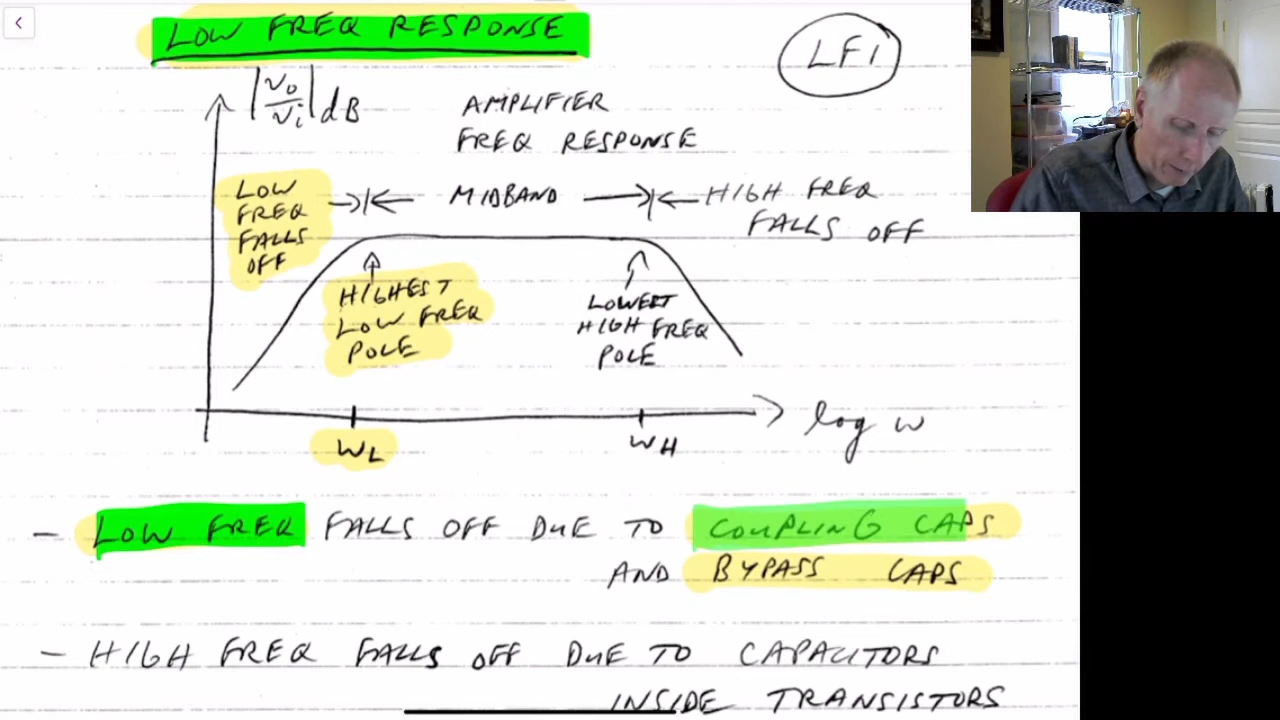 LOW FREQ RESPONSE
LF1
|Vo/Vi| dB
AMPLIFIER
FREQ RESPONSE
LOW
FREQ
FALLS
OFF
MIDBAND
HIGH FREQ
FALLS OFF
HIGHEST
LOW FREQ
POLE
LOWEST
HIGH FREQ
POLE
log w
WL
WH
- LOW FREQ FALLS OFF DUE TO COUPLING CAPS
AND BYPASS CAPS
- HIGH FREQ FALLS OFF DUE TO CAPACITORS
INSIDE TRANSISTORS